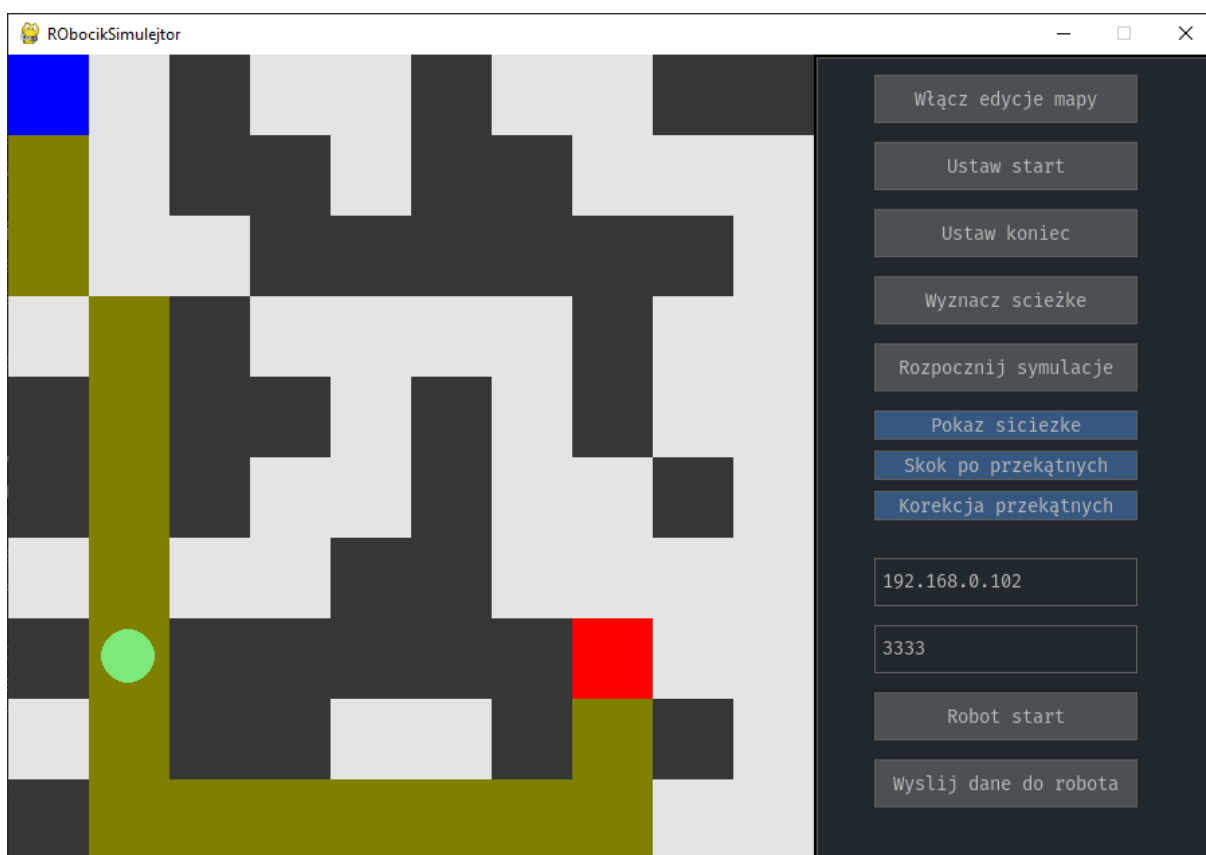 RObocikSimulejtor
Włącz edycje mapy
Ustaw start
Ustaw koniec
Wyznacz scieżke
Rozpocznij symulacje
Pokaz siciezke
Skok po przekątnych
Korekcja przekątnych
192.168.0.102
3333
Robot start
Wyslij dane do robota